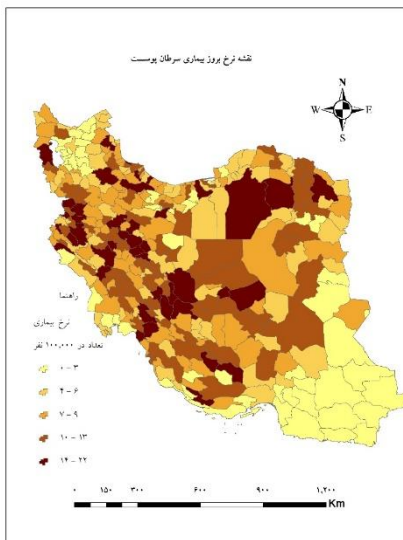 نقشه نرخ بروز بیماری سرطان پوست
N
W E
S
راهنما
نرخ بیماری
تعداد در ۱۰۰,۰۰۰ نفر
۰ - ۳
۴ - ۶
۷ - ۹
۱۰ - ۱۳
۱۴ - ۲۲
۰ ۱۵۰ ۳۰۰ ۶۰۰ ۹۰۰ ۱,۲۰۰
Km